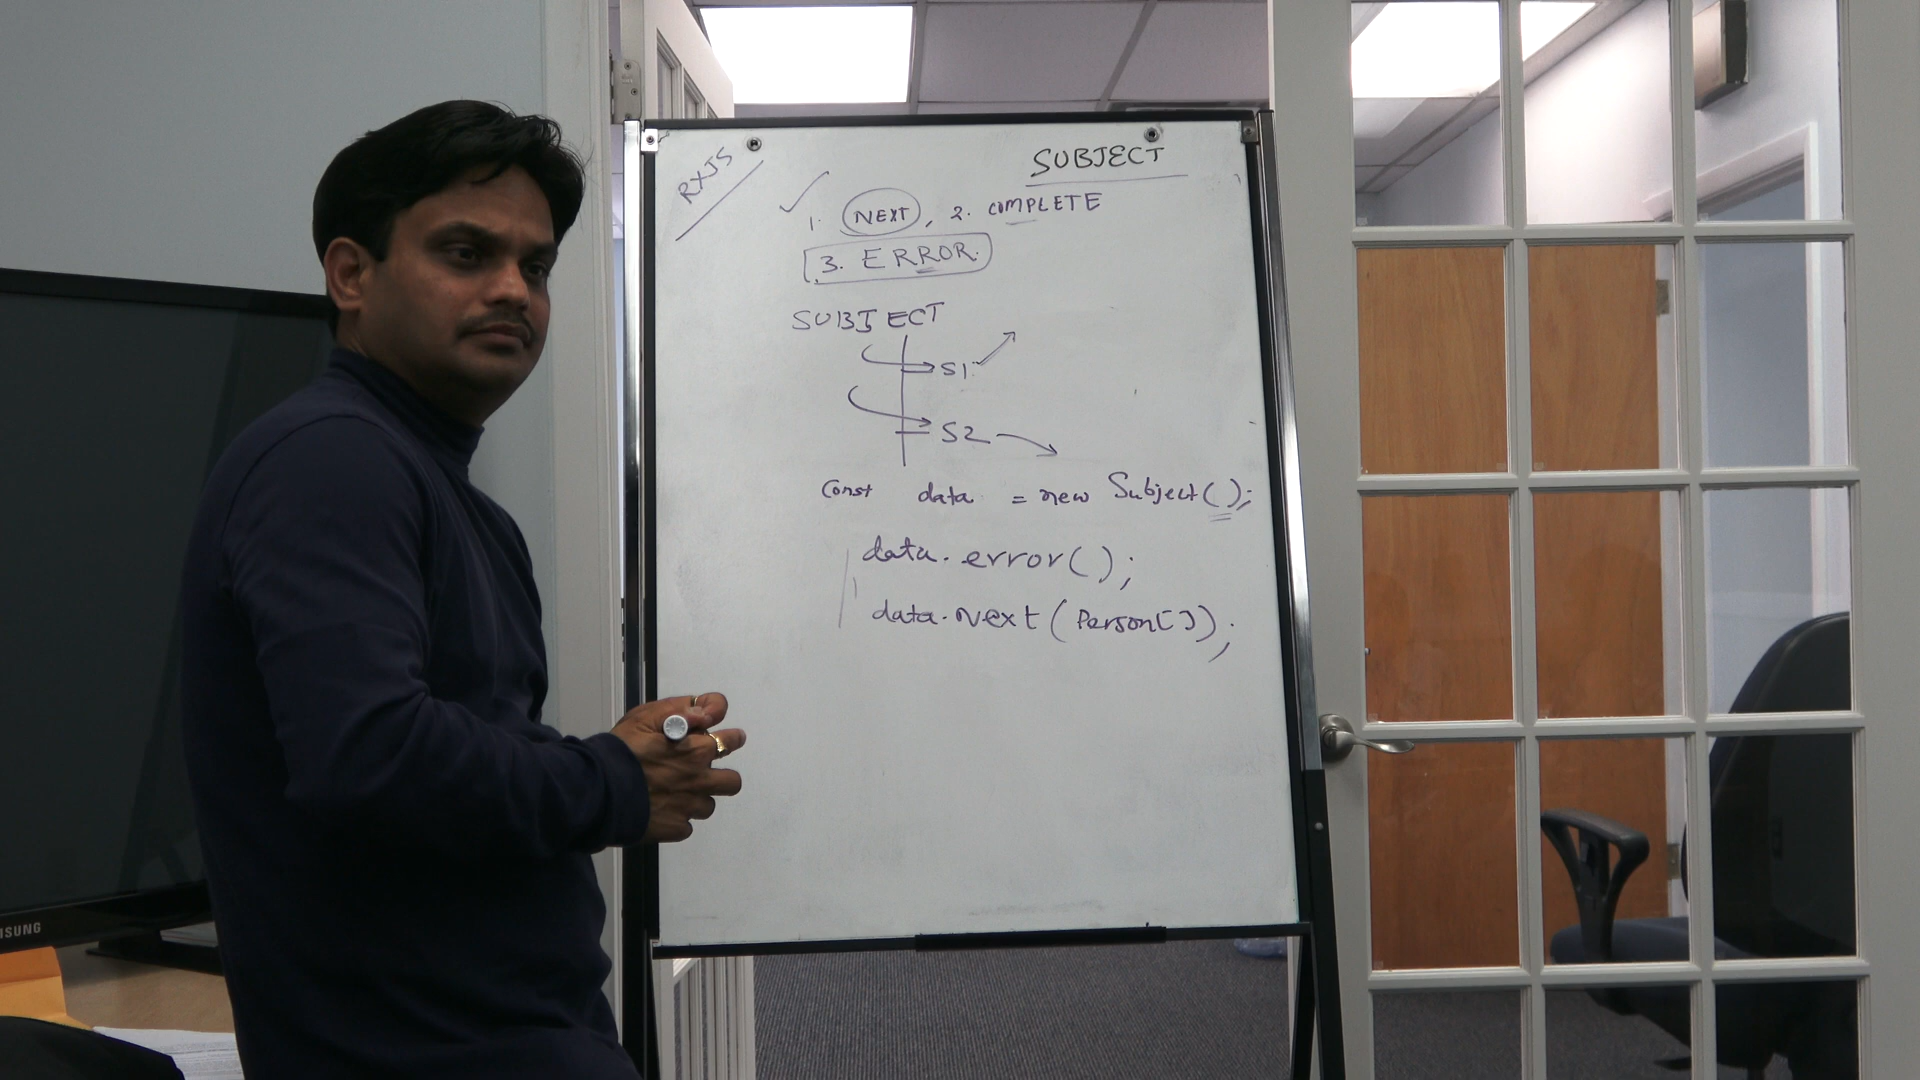 RXJS
SUBJECT
1. NEXT, 2. COMPLETE
3. ERROR.
SUBJECT
S1
S2
Const data = new Subject();
data.error();
data.Next(Person[]);
MSUNG